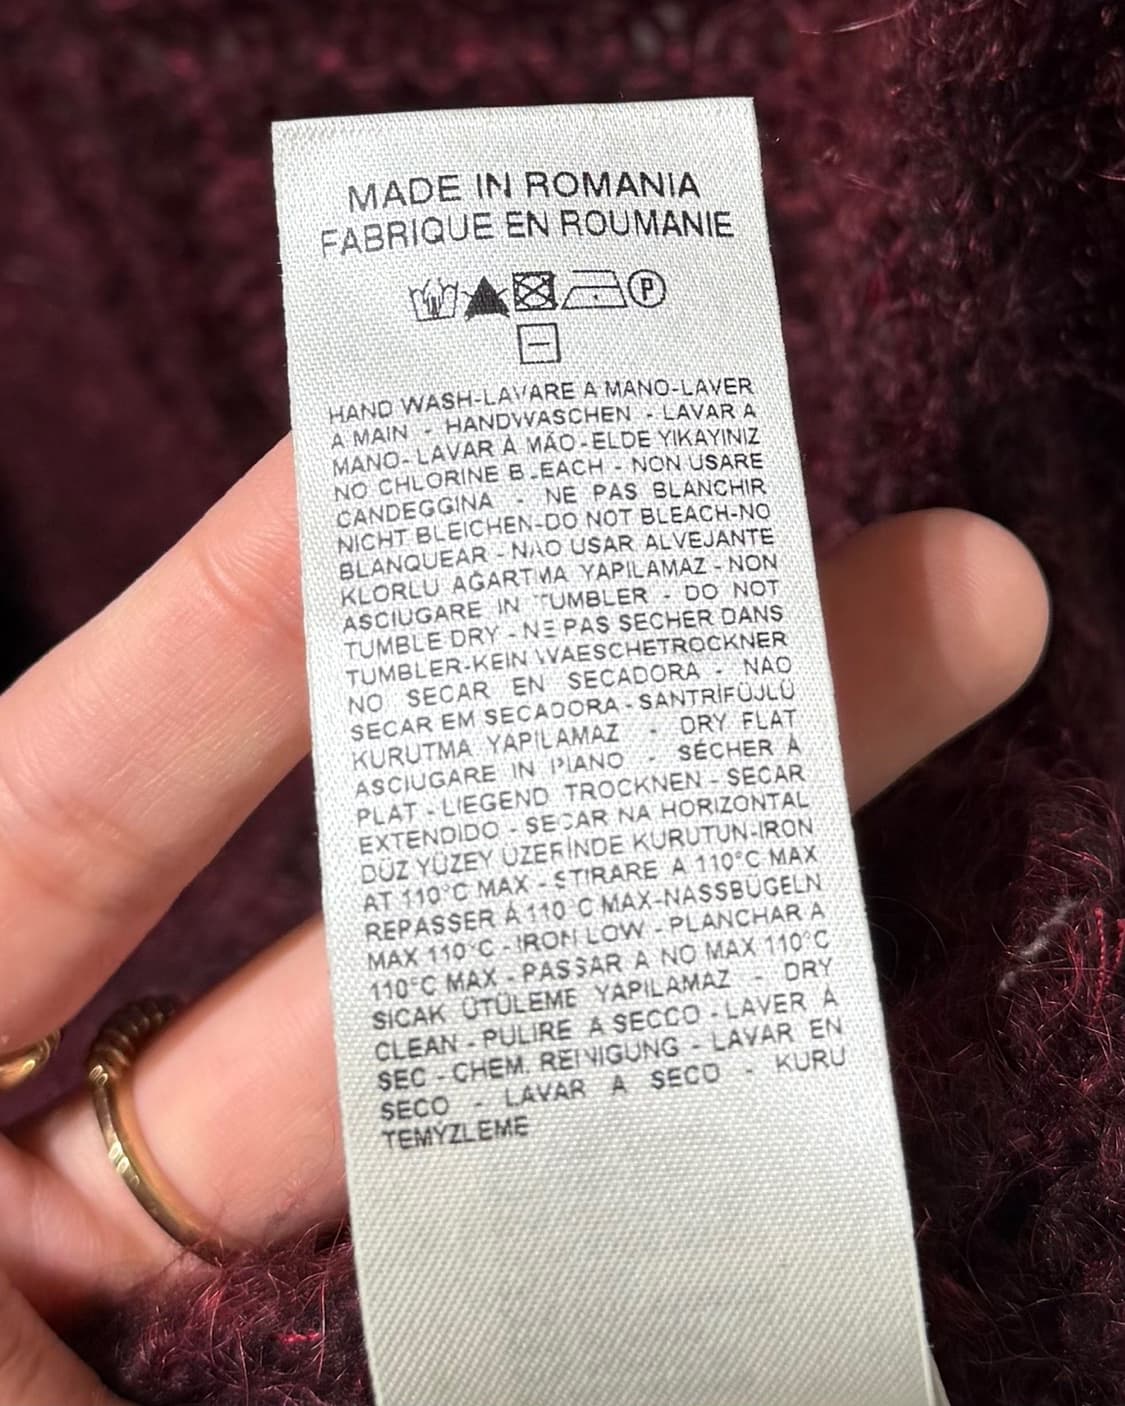 MADE IN ROMANIA
FABRIQUE EN ROUMANIE
P
HAND WASH-LAVARE A MANO-LAVER
A MAIN - HANDWASCHEN - LAVAR A
MANO- LAVAR À MÃO-ELDE YIKAYINIZ
NO CHLORINE BLEACH - NON USARE
CANDEGGINA - NE PAS BLANCHIR
NICHT BLEICHEN-DO NOT BLEACH-NO
BLANQUEAR - NAO USAR ALVEJANTE
KLORLU AĞARTMA YAPILAMAZ - NON
ASCIUGARE IN TUMBLER - DO NOT
TUMBLE DRY - NE PAS SECHER DANS
TUMBLER-KEIN WAESCHETROCKNER
NO SECAR EN SECADORA - NAO
SECAR EM SECADORA - SANTRİFÜJLÜ
KURUTMA YAPILAMAZ - DRY FLAT
ASCIUGARE IN PIANO - SÉCHER À
PLAT - LIEGEND TROCKNEN - SECAR
EXTENDIDO - SECAR NA HORIZONTAL
DÜZ YÜZEY ÜZERİNDE KURUTUN-IRON
AT 110°C MAX - STIRARE A 110°C MAX
REPASSER À 110°C MAX-NASSBÜGELN
MAX 110°C - IRON LOW - PLANCHAR A
110°C MAX - PASSAR A NO MAX 110°C
SICAK ÜTÜLEME YAPILMAZ - DRY
CLEAN - PULIRE A SECCO - LAVER À
SEC - CHEM. REINIGUNG - LAVAR EN
SECO - LAVAR A SECO - KURU
TEMÝZLEME